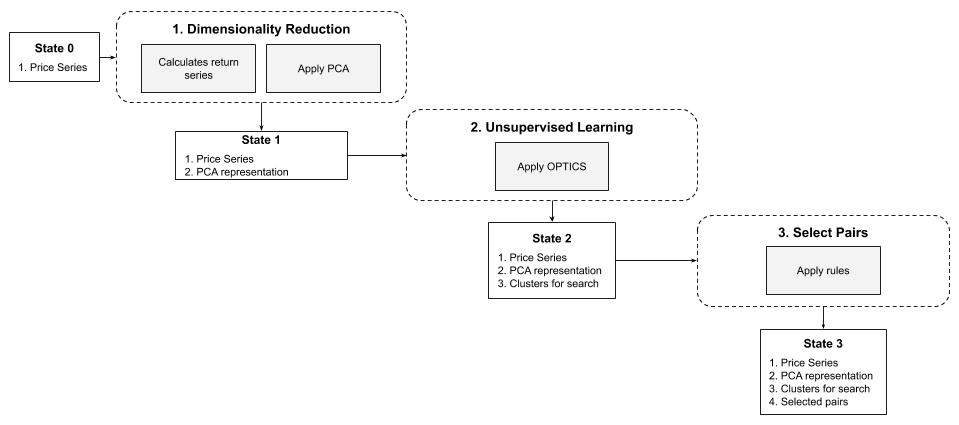 State 0
1. Price Series
1. Dimensionality Reduction
Calculates return
series
Apply PCA
State 1
1. Price Series
2. PCA representation
2. Unsupervised Learning
Apply OPTICS
State 2
1. Price Series
2. PCA representation
3. Clusters for search
3. Select Pairs
Apply rules
State 3
1. Price Series
2. PCA representation
3. Clusters for search
4. Selected pairs